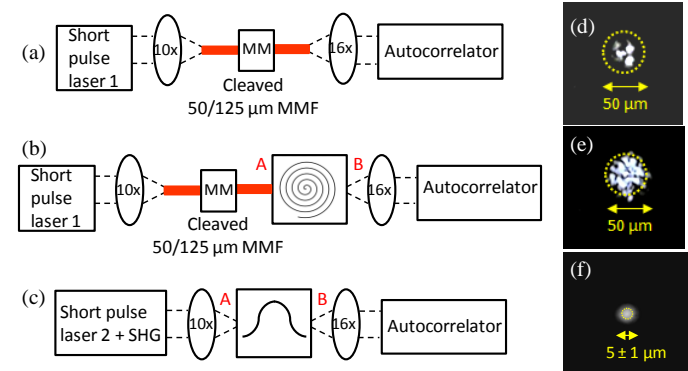 (a)
Short
pulse
laser 1
10x
MM
Cleaved
50/125 µm MMF
16x
Autocorrelator
(b)
Short
pulse
laser 1
10x
MM
Cleaved
50/125 µm MMF
A
B
16x
Autocorrelator
(c)
Short pulse
laser 2 + SHG
10x
A
B
16x
Autocorrelator
(d)
50 µm
(e)
50 µm
(f)
5 ± 1 µm